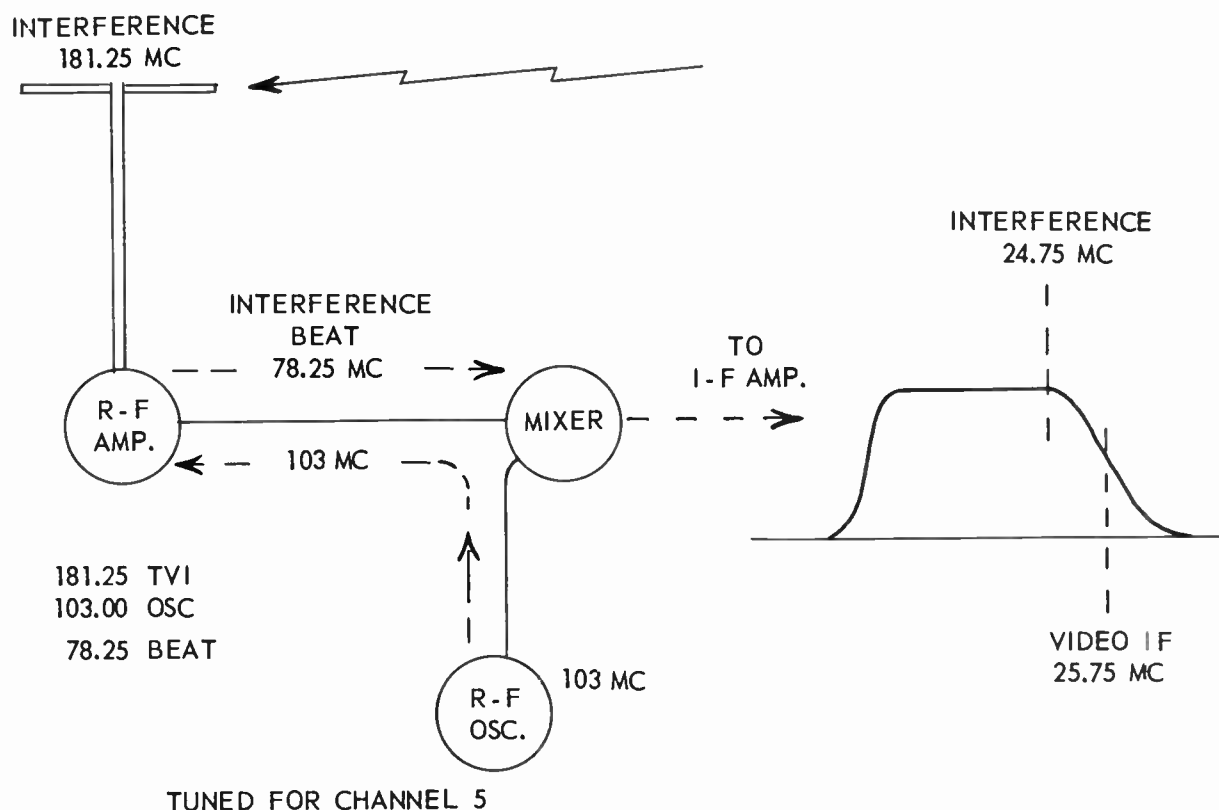 INTERFERENCE
181.25 MC
INTERFERENCE
24.75 MC
INTERFERENCE
BEAT
78.25 MC
TO
I-F AMP.
R-F
AMP.
MIXER
103 MC
181.25 TVI
103.00 OSC
78.25 BEAT
VIDEO IF
25.75 MC
103 MC
R-F
OSC.
TUNED FOR CHANNEL 5